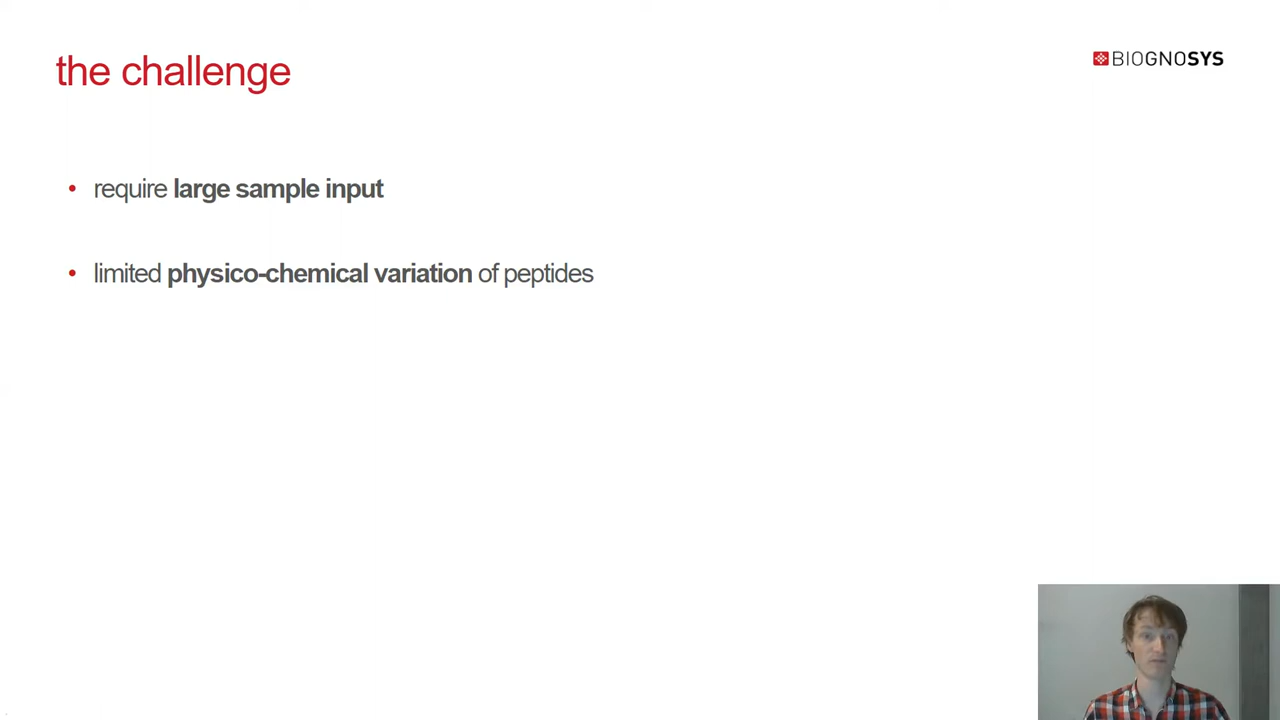 the challenge
BIOGNOSYS
• require large sample input
• limited physico-chemical variation of peptides